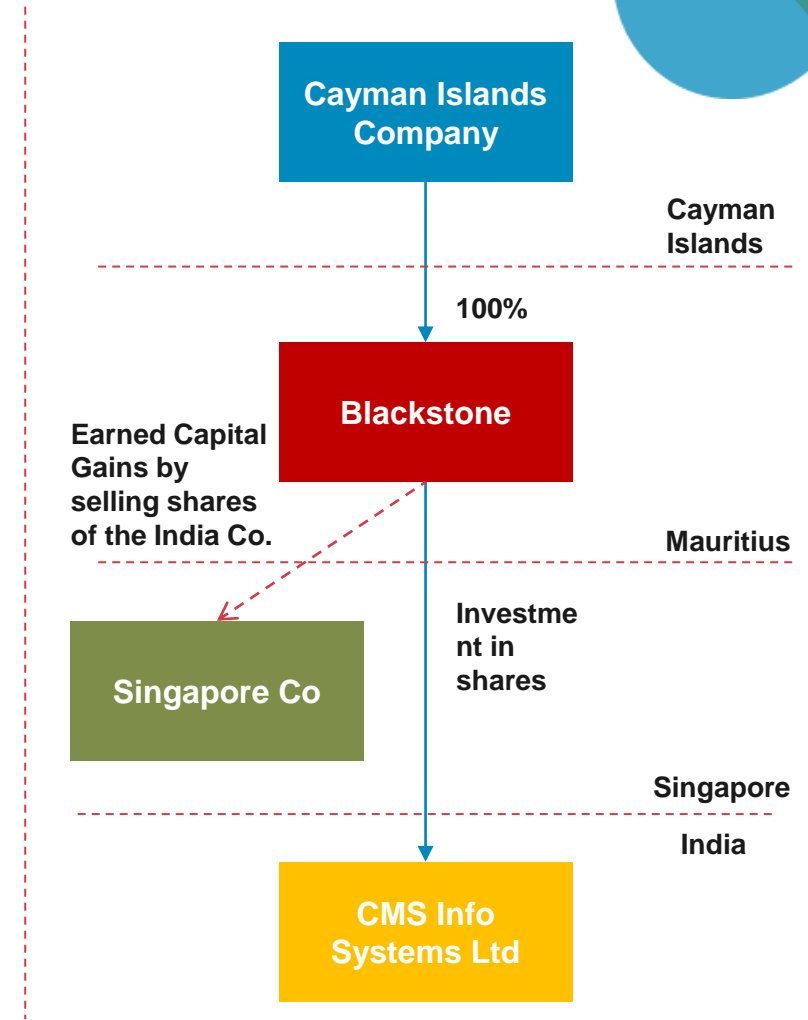 Cayman Islands
Company
Cayman
Islands
100%
Blackstone
Earned Capital
Gains by
selling shares
of the India Co.
Mauritius
Investme
nt in
shares
Singapore Co
Singapore
India
CMS Info
Systems Ltd